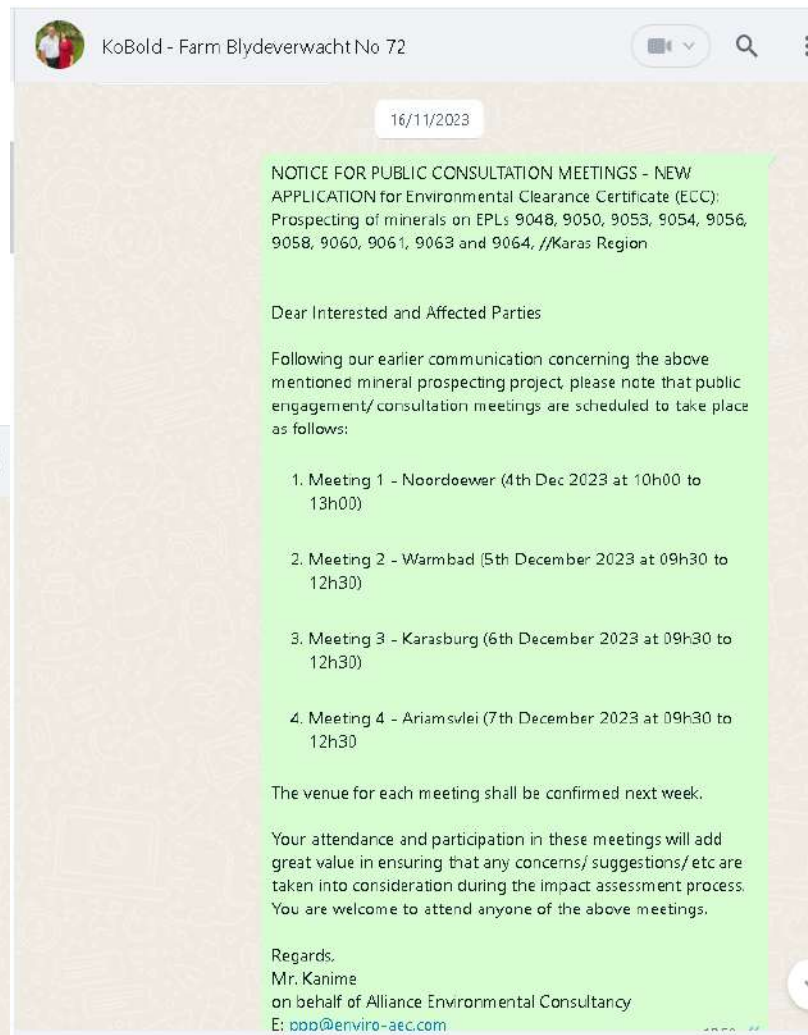 KoBold - Farm Blydeverwacht No 72
16/11/2023
NOTICE FOR PUBLIC CONSULTATION MEETINGS - NEW
APPLICATION for Environmental Clearance Certificate (ECC):
Prospecting of minerals on EPLs 9048, 9050, 9053, 9054, 9056,
9058, 9060, 9061, 9063 and 9064, //Karas Region
Dear Interested and Affected Parties
Following our earlier communication concerning the above
mentioned mineral prospecting project, please note that public
engagement/ consultation meetings are scheduled to take place
as follows:
1. Meeting 1 - Noordoewer (4th Dec 2023 at 10h00 to
13h00)
2. Meeting 2 - Warmbad (5th December 2023 at 09h30 to
12h30)
3. Meeting 3 - Karasburg (6th December 2023 at 09h30 to
12h30)
4. Meeting 4 - Ariamsvlei (7th December 2023 at 09h30 to
12h30
The venue for each meeting shall be confirmed next week.
Your attendance and participation in these meetings will add
great value in ensuring that any concerns/ suggestions/ etc are
taken into consideration during the impact assessment process.
You are welcome to attend anyone of the above meetings.
Regards,
Mr. Kanime
on behalf of Alliance Environmental Consultancy
E: ppp@enviro-aec.com